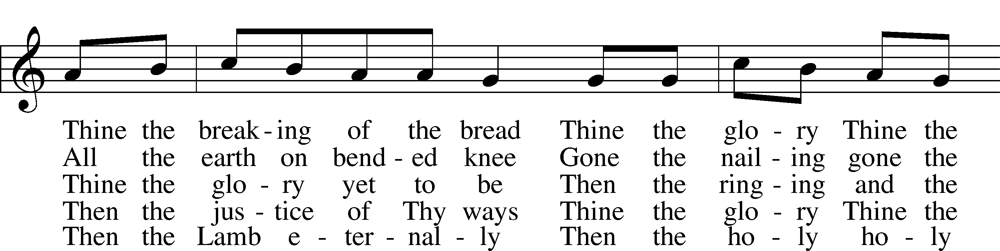 Thine the break - ing of the bread Thine the glo - ry Thine the
All the earth on bend - ed knee Gone the nail - ing gone the
Thine the glo - ry yet to be Then the ring - ing and the
Then the jus - tice of Thy ways Thine the glo - ry Thine the
Then the Lamb e - ter - nal - ly Then the ho - ly ho - ly